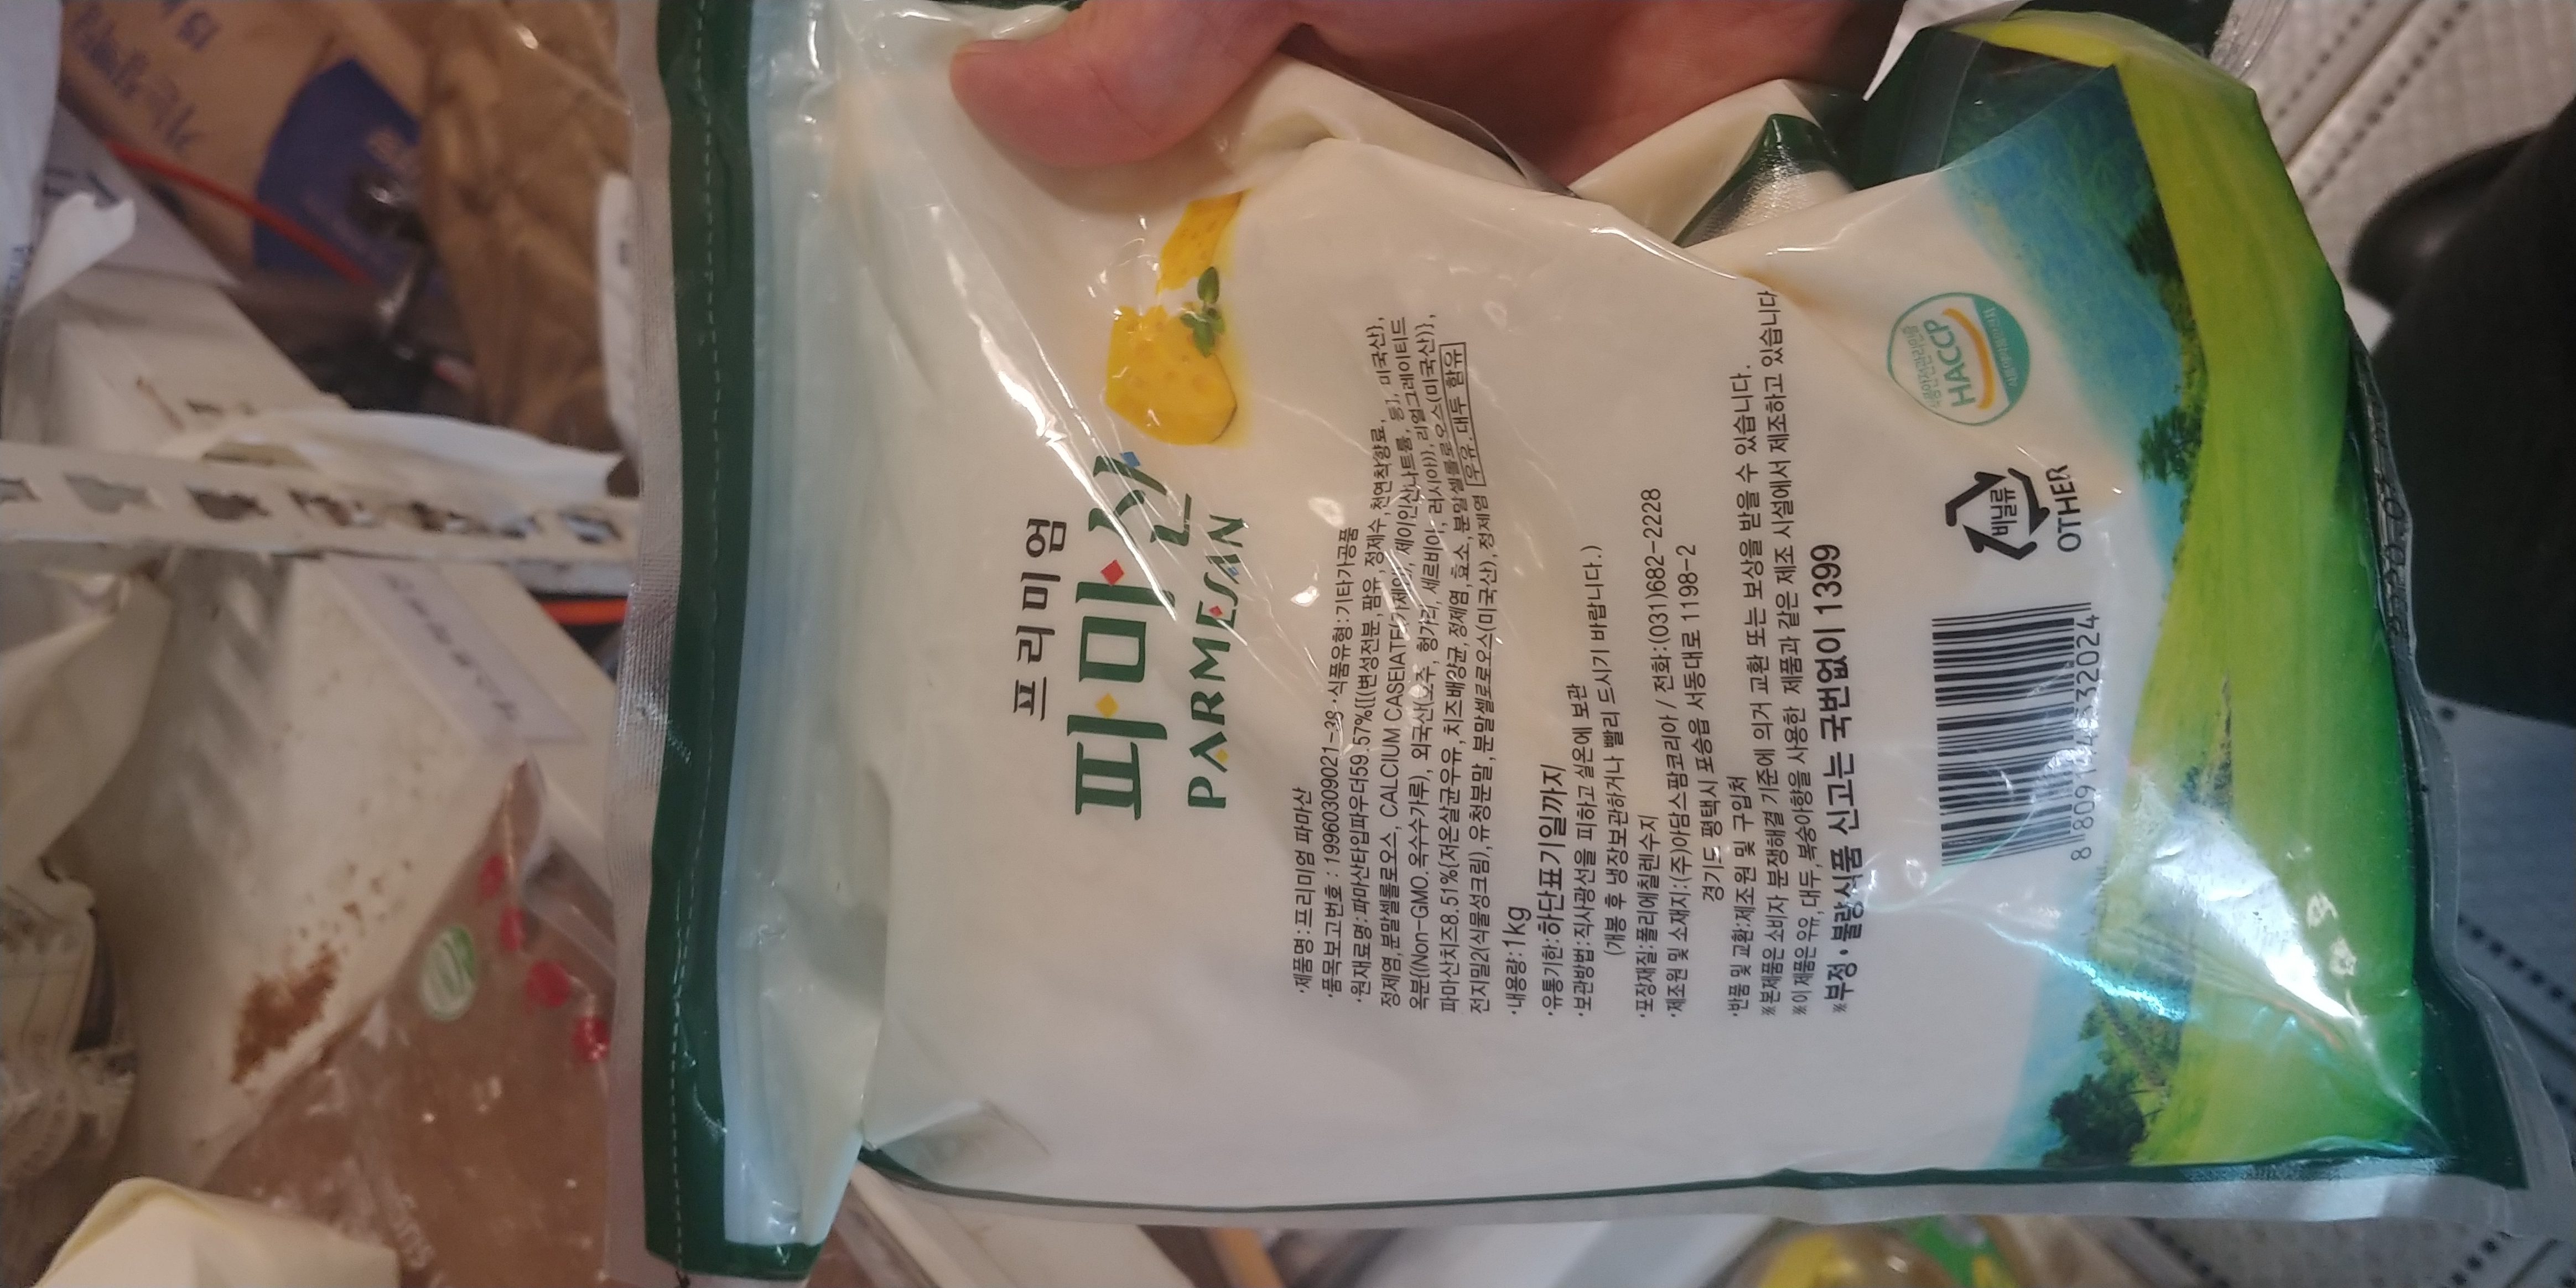 프리미엄
파마산
PARMESAN
·제품명:프리미엄 파마산
·품목보고번호 : 19960309021-38 ·식품유형:기타가공품
·원재료명:파마산타입파우더59.57%{[(변성전분,팜유,정제수,천연착향료,
정제염,분말셀룰로오스, CALCIUM CASEIATE(카제인), 제이인산나트륨, 등], 미국산},
옥분{(Non-GMO.옥수수가루), 외국산(호주, 헝가리, 세르비아, 러시아)},리얼그레이티드
파마산치즈8.51%{저온살균우유,치즈배양균,정제염,효소,분말셀룰로오스(미국산)},
전지밀2(식물성크림),유청분말,분말셀로로오스(미국산),정제염 우유.대두 함유
·내용량:1kg
·유통기한:하단표기일까지
·보관방법:직사광선을 피하고 실온에 보관
(개봉 후 냉장보관하거나 빨리 드시기 바랍니다.)
·포장재질:폴리에칠렌수지
·제조원 및 소재지:(주)아담스팜코리아 / 전화:(031)682-2228
경기도 평택시 포승읍 서동대로 1198-2
·반품 및 교환:제조원 및 구입처
※본제품은 소비자 분쟁해결 기준에 의거 교환 또는 보상을 받을 수 있습니다.
※이 제품은 우유,대두,복숭아향을 사용한 제품과 같은 제조 시설에서 제조하고 있습니다
※부정·불량식품 신고는 국번없이 1399
식품안전관리인증
HACCP
비닐류
OTHER